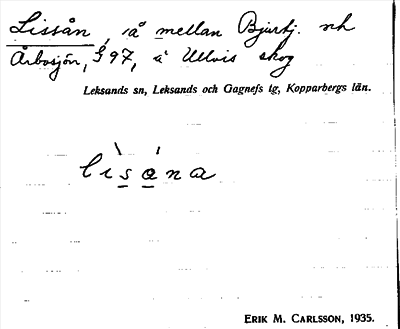 Lissån, å mellan Bjurtj. och
Årbosjön, § 97, å Ullvis skog
Leksands sn, Leksands och Gagnefs tg, Kopparbergs län.
lisana
ERIK M. CARLSSON, 1935.